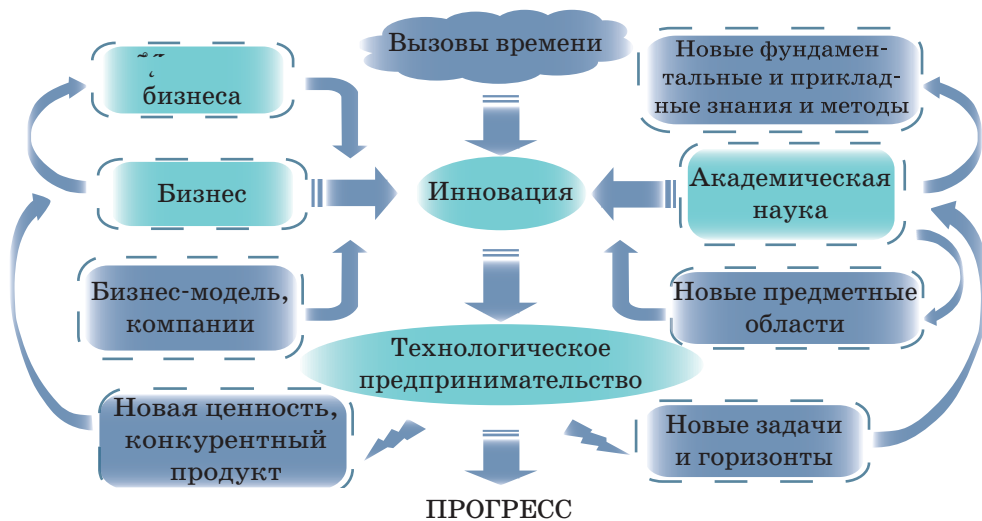 Вызовы времени
бизнеса
Новые фундамен-
тальные и приклад-
ные знания и методы
Бизнес
Инновация
Академическая
наука
Бизнес-модель,
компании
Новые предметные
области
Технологическое
предпринимательство
Новая ценность,
конкурентный
продукт
Новые задачи
и горизонты
ПРОГРЕСС